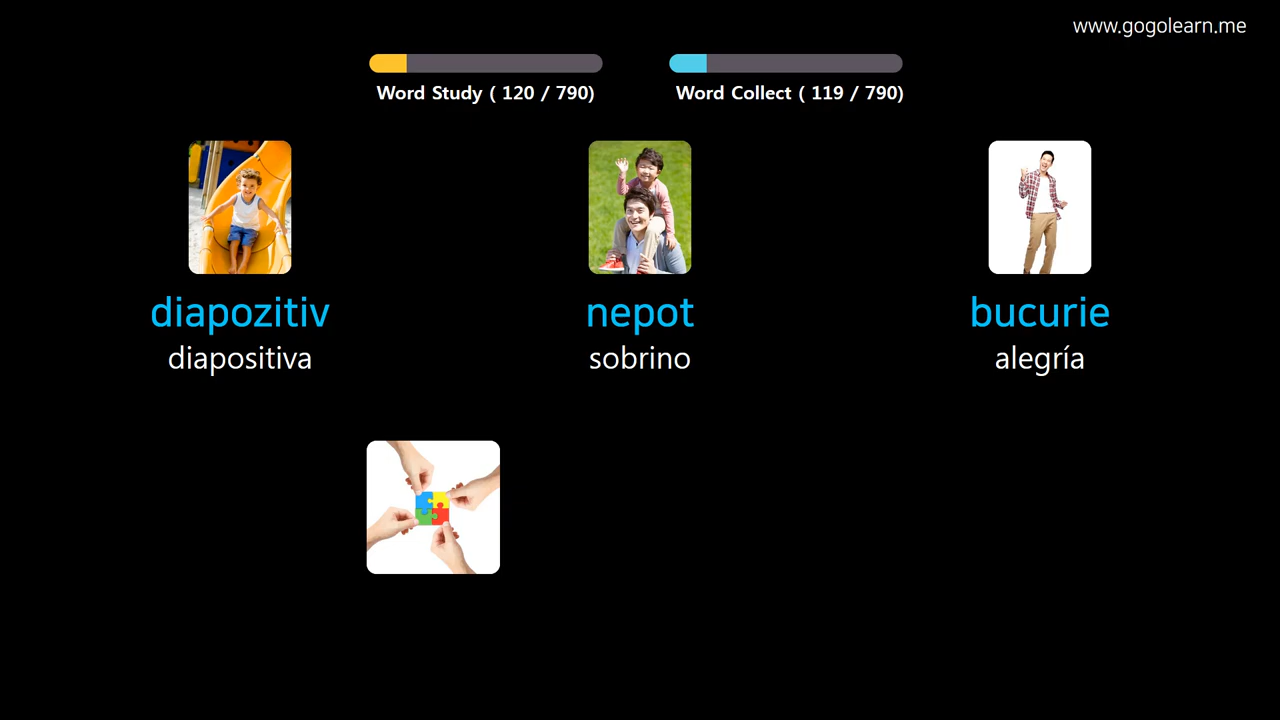 www.gogolearn.me
Word Study ( 120 / 790)
Word Collect ( 119 / 790)
diapozitiv
diapositiva
nepot
sobrino
bucurie
alegría